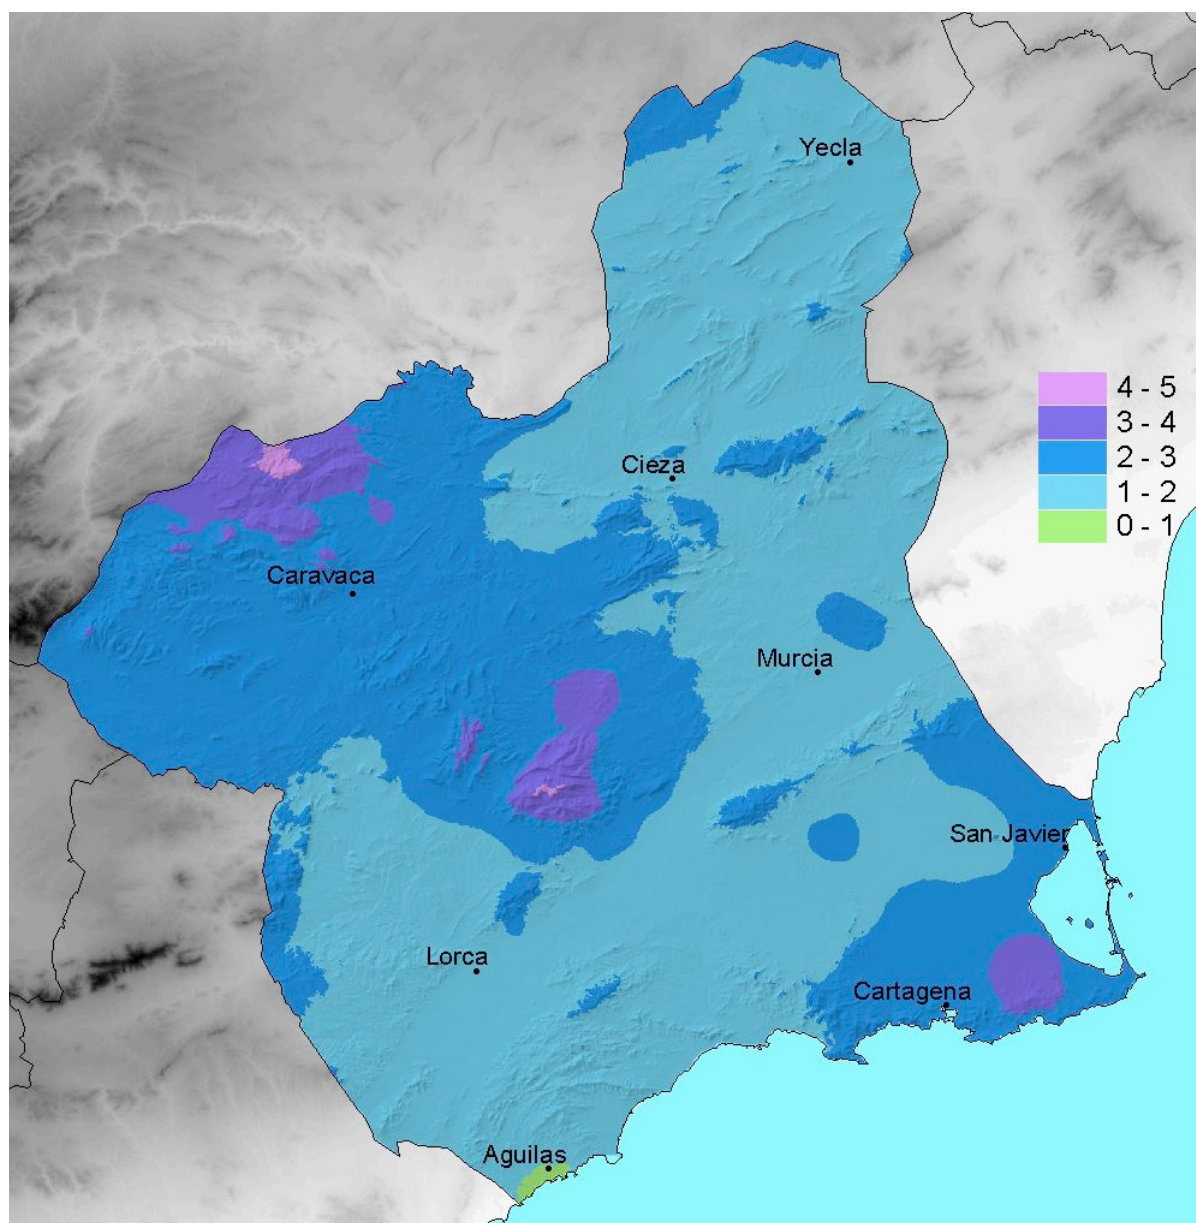 Yecla
4 - 5
3 - 4
2 - 3
1 - 2
0 - 1
Cieza
Caravaca
Murcia
San Javier
Lorca
Cartagena
Aguilas